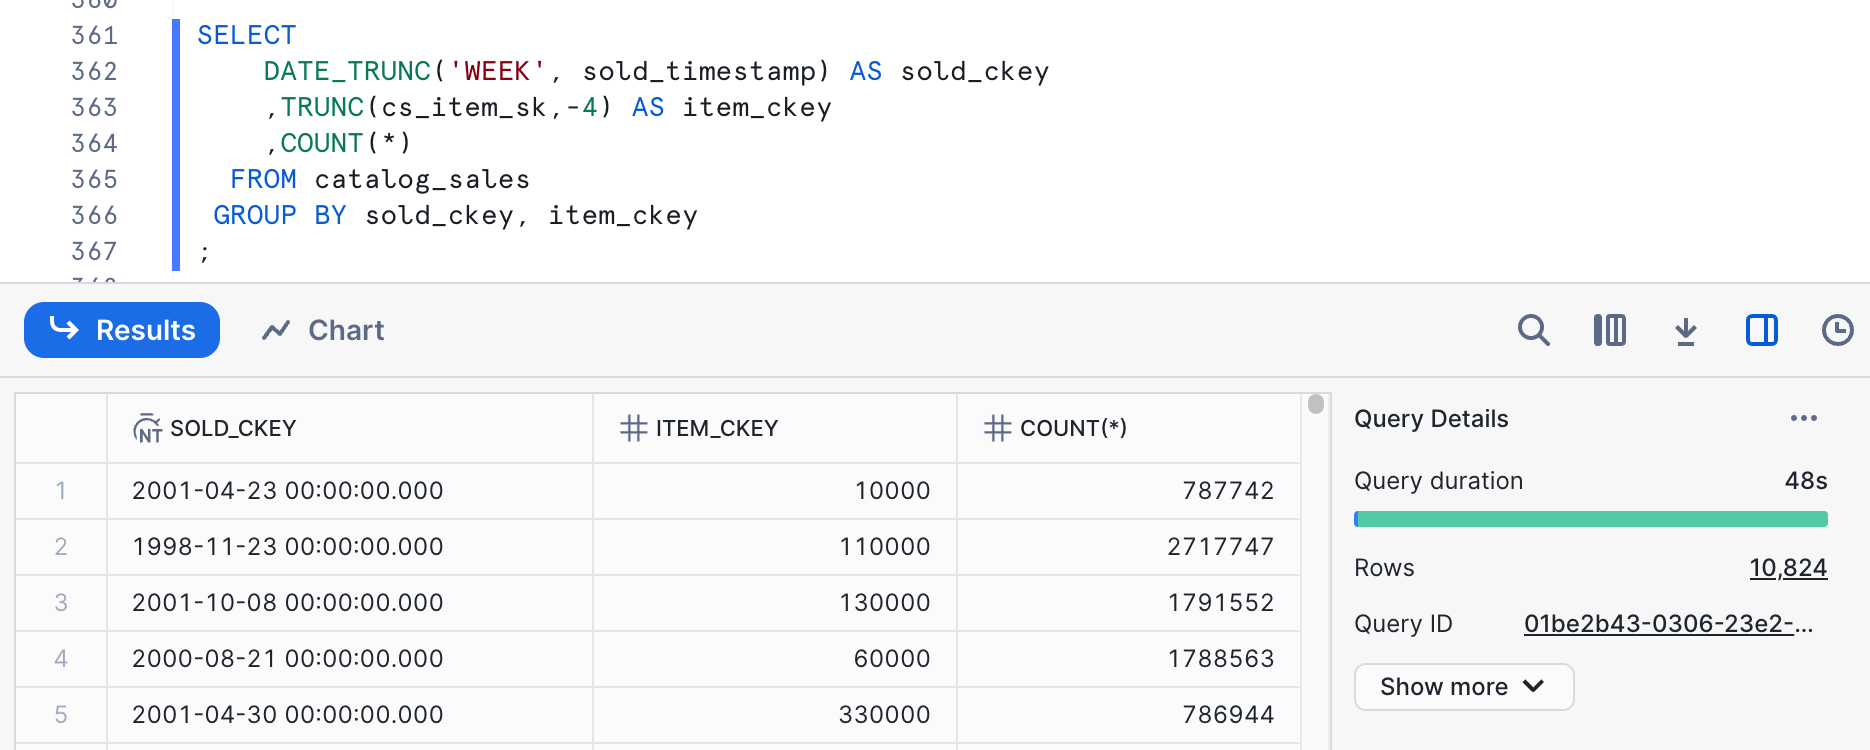 360
361 SELECT
362 DATE_TRUNC('WEEK', sold_timestamp) AS sold_ckey
363 ,TRUNC(cs_item_sk,-4) AS item_ckey
364 ,COUNT(*)
365 FROM catalog_sales
366 GROUP BY sold_ckey, item_ckey
367 ;
368
Results Chart
NT SOLD_CKEY ITEM_CKEY COUNT(*)
1 2001-04-23 00:00:00.000 10000 787742
2 1998-11-23 00:00:00.000 110000 2717747
3 2001-10-08 00:00:00.000 130000 1791552
4 2000-08-21 00:00:00.000 60000 1788563
5 2001-04-30 00:00:00.000 330000 786944
Query Details ...
Query duration 48s
Rows 10,824
Query ID 01be2b43-0306-23e2-...
Show more